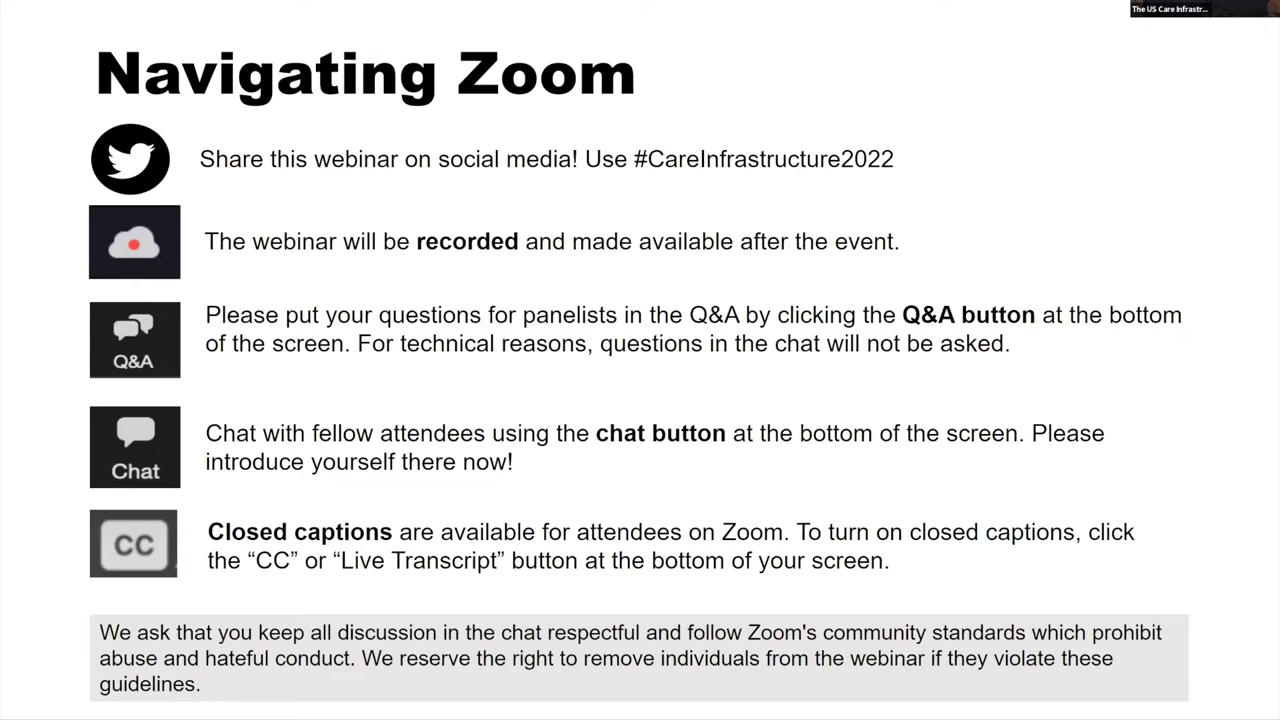 The US Care Infrastr...
Navigating Zoom
Share this webinar on social media! Use #CareInfrastructure2022
The webinar will be recorded and made available after the event.
Q&A
Please put your questions for panelists in the Q&A by clicking the Q&A button at the bottom
of the screen. For technical reasons, questions in the chat will not be asked.
Chat
Chat with fellow attendees using the chat button at the bottom of the screen. Please
introduce yourself there now!
CC
Closed captions are available for attendees on Zoom. To turn on closed captions, click
the “CC” or “Live Transcript” button at the bottom of your screen.
We ask that you keep all discussion in the chat respectful and follow Zoom's community standards which prohibit
abuse and hateful conduct. We reserve the right to remove individuals from the webinar if they violate these
guidelines.